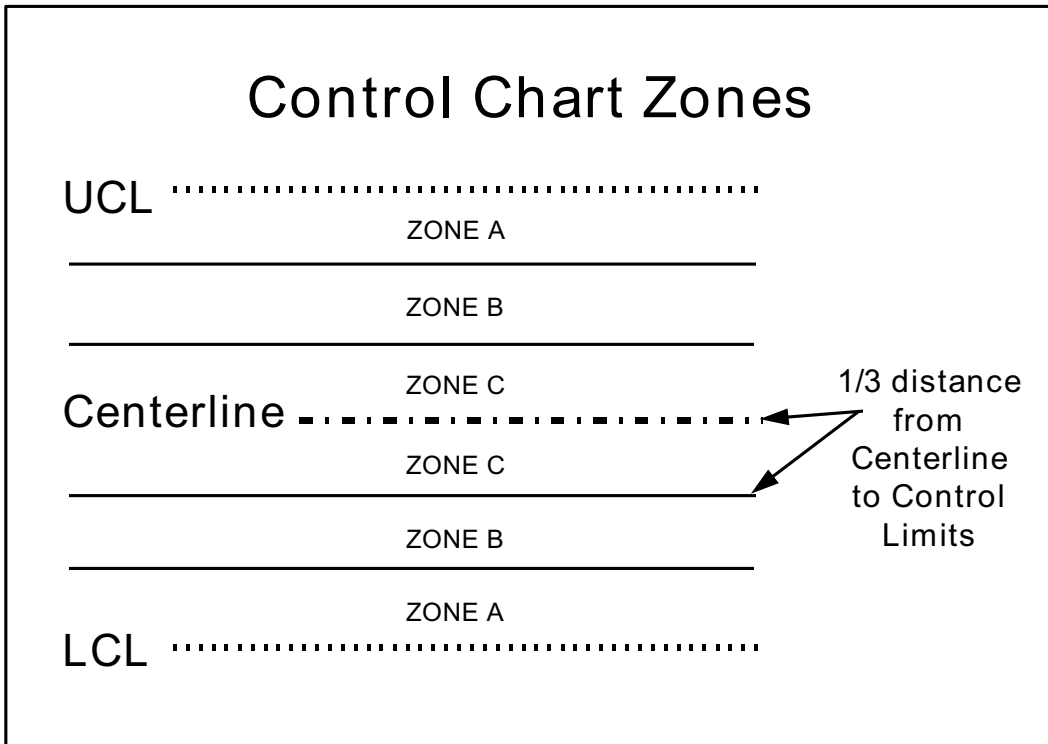 Control Chart Zones
UCL
ZONE A
ZONE B
ZONE C
Centerline
ZONE C
ZONE B
ZONE A
LCL
1/3 distance
from
Centerline
to Control
Limits